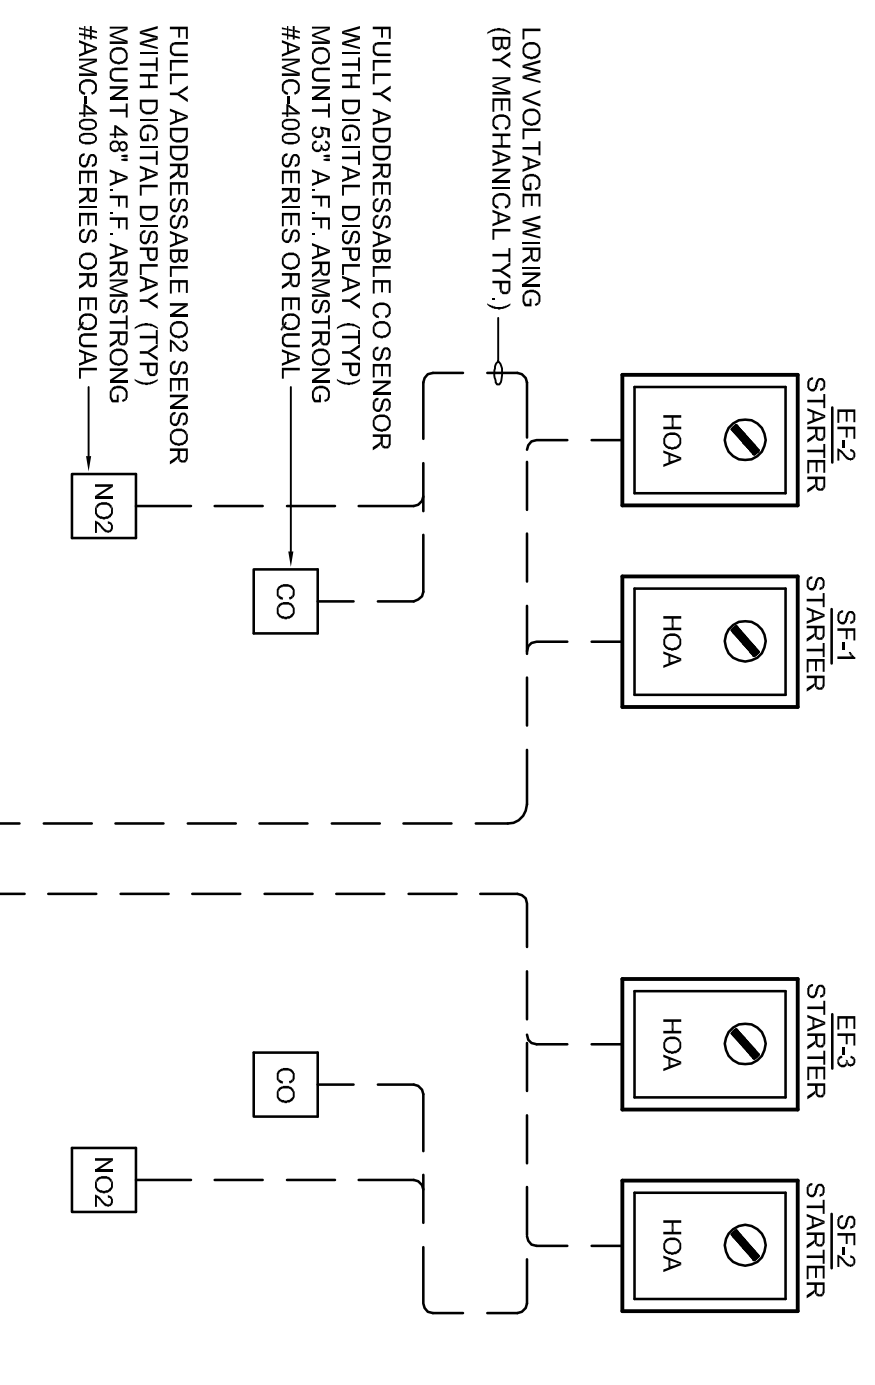 EF-2
STARTER
HOA
SF-1
STARTER
HOA
EF-3
STARTER
HOA
SF-2
STARTER
HOA
LOW VOLTAGE WIRING
(BY MECHANICAL TYP.)
FULLY ADDRESSABLE CO SENSOR
WITH DIGITAL DISPLAY (TYP)
MOUNT 53" A.F.F. ARMSTRONG
#AMC-400 SERIES OR EQUAL
CO
CO
FULLY ADDRESSABLE NO2 SENSOR
WITH DIGITAL DISPLAY (TYP)
MOUNT 48" A.F.F. ARMSTRONG
#AMC-400 SERIES OR EQUAL
NO2
NO2